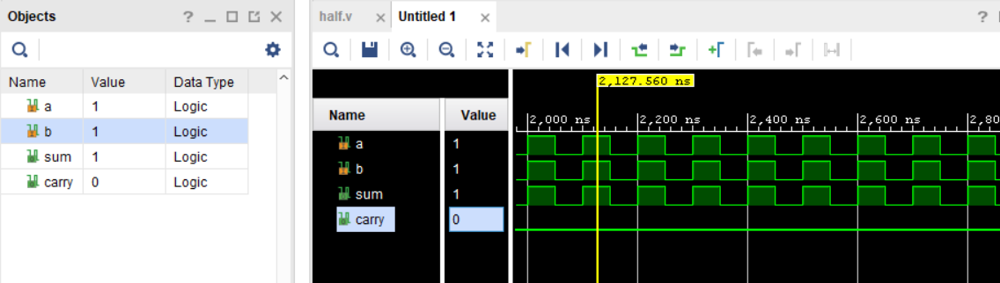 Objects
? _
Name Value Data Type
a 1 Logic
b 1 Logic
sum 1 Logic
carry 0 Logic
half.v × Untitled 1 × ?
2,127.560 ns
Name Value
2,000 ns 2,200 ns 2,400 ns 2,600 ns 2,80
a 1
b 1
sum 1
carry 0